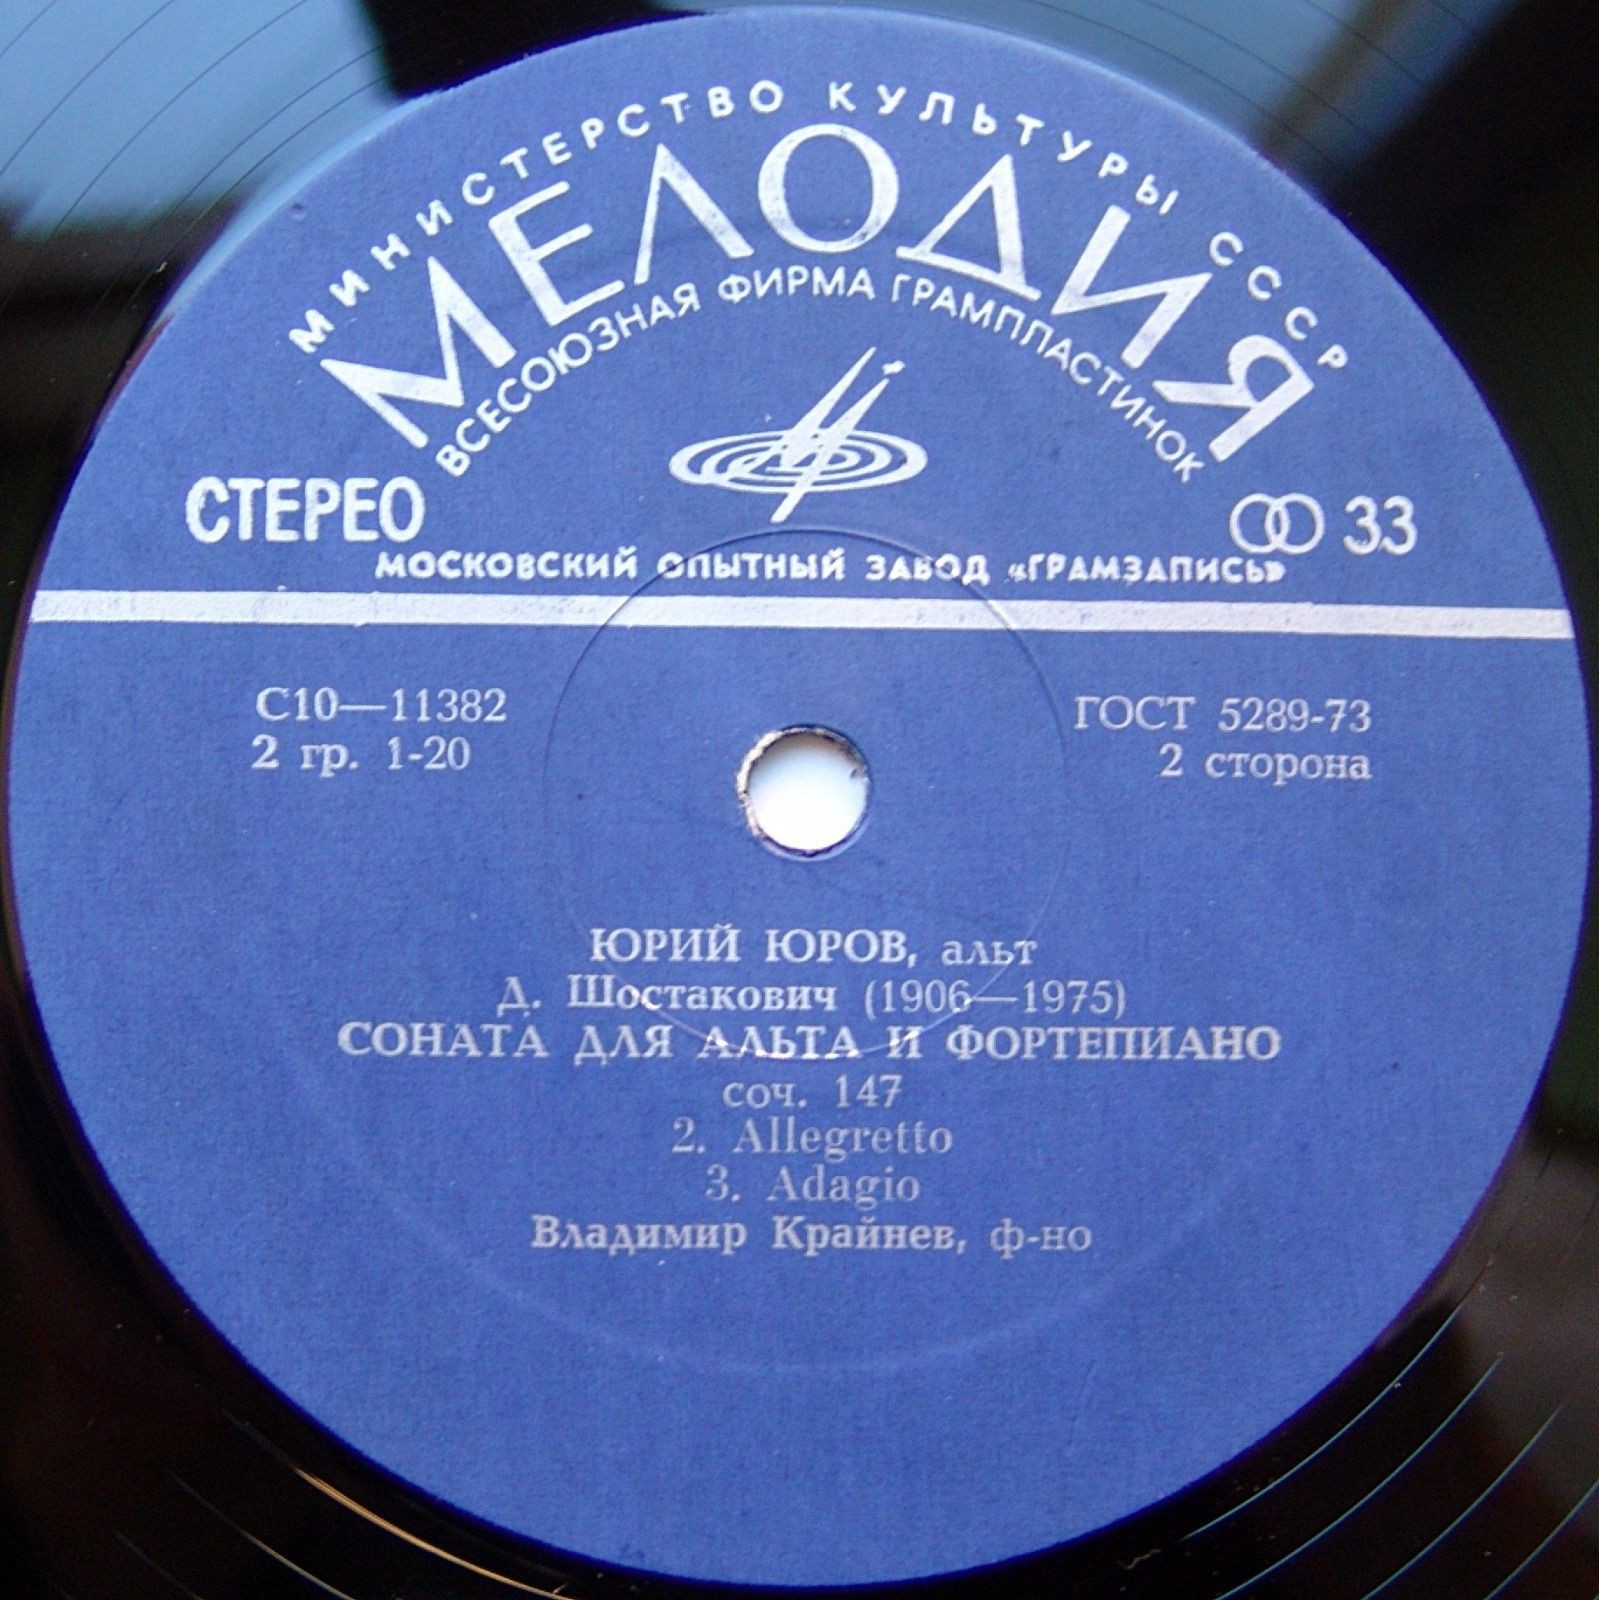 МИНИСТЕРСТВО КУЛЬТУРЫ СССР
МЕЛОДИЯ
ВСЕСОЮЗНАЯ ФИРМА ГРАМПЛАСТИНОК
СТЕРЕО
33
МОСКОВСКИЙ ОПЫТНЫЙ ЗАВОД «ГРАМЗАПИСЬ»
С10—11382
2 гр. 1-20
ГОСТ 5289-73
2 сторона
ЮРИЙ ЮРОВ, альт
Д. Шостакович (1906—1975)
СОНАТА ДЛЯ АЛЬТА И ФОРТЕПИАНО
соч. 147
2. Allegretto
3. Adagio
Владимир Крайнев, ф-но